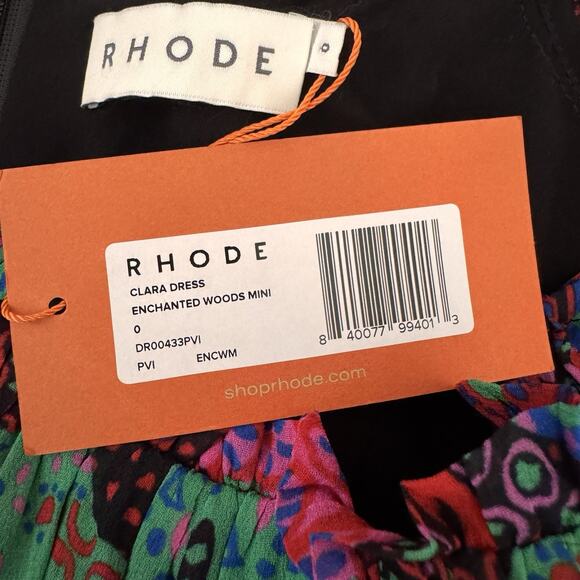 RHODE
0
RHODE
CLARA DRESS
ENCHANTED WOODS MINI
0
DR00433PVI
PVI ENCWM
8 40077 99401 3
shoprhode.com